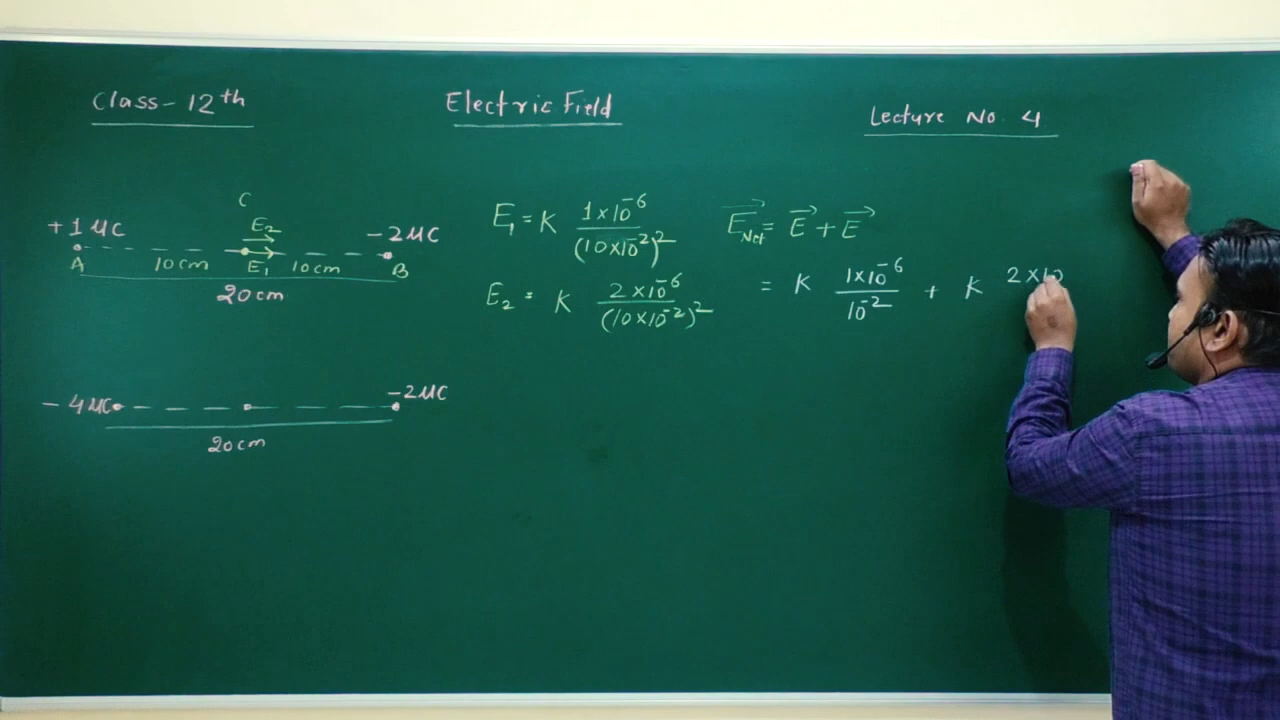 Class- 12th
Electric Field
Lecture No. 4
C
+1 μC
E₂
-2μC
A
10cm
E₁
10cm
B
20cm
E₁ = K 1×10⁻⁶ / (10×10⁻²)²
E₂ = K 2×10⁻⁶ / (10×10⁻²)²
E⃗Net = E⃗ + E⃗
= K 1×10⁻⁶ / 10⁻² + K 2×10
-4μC
-2μC
20cm